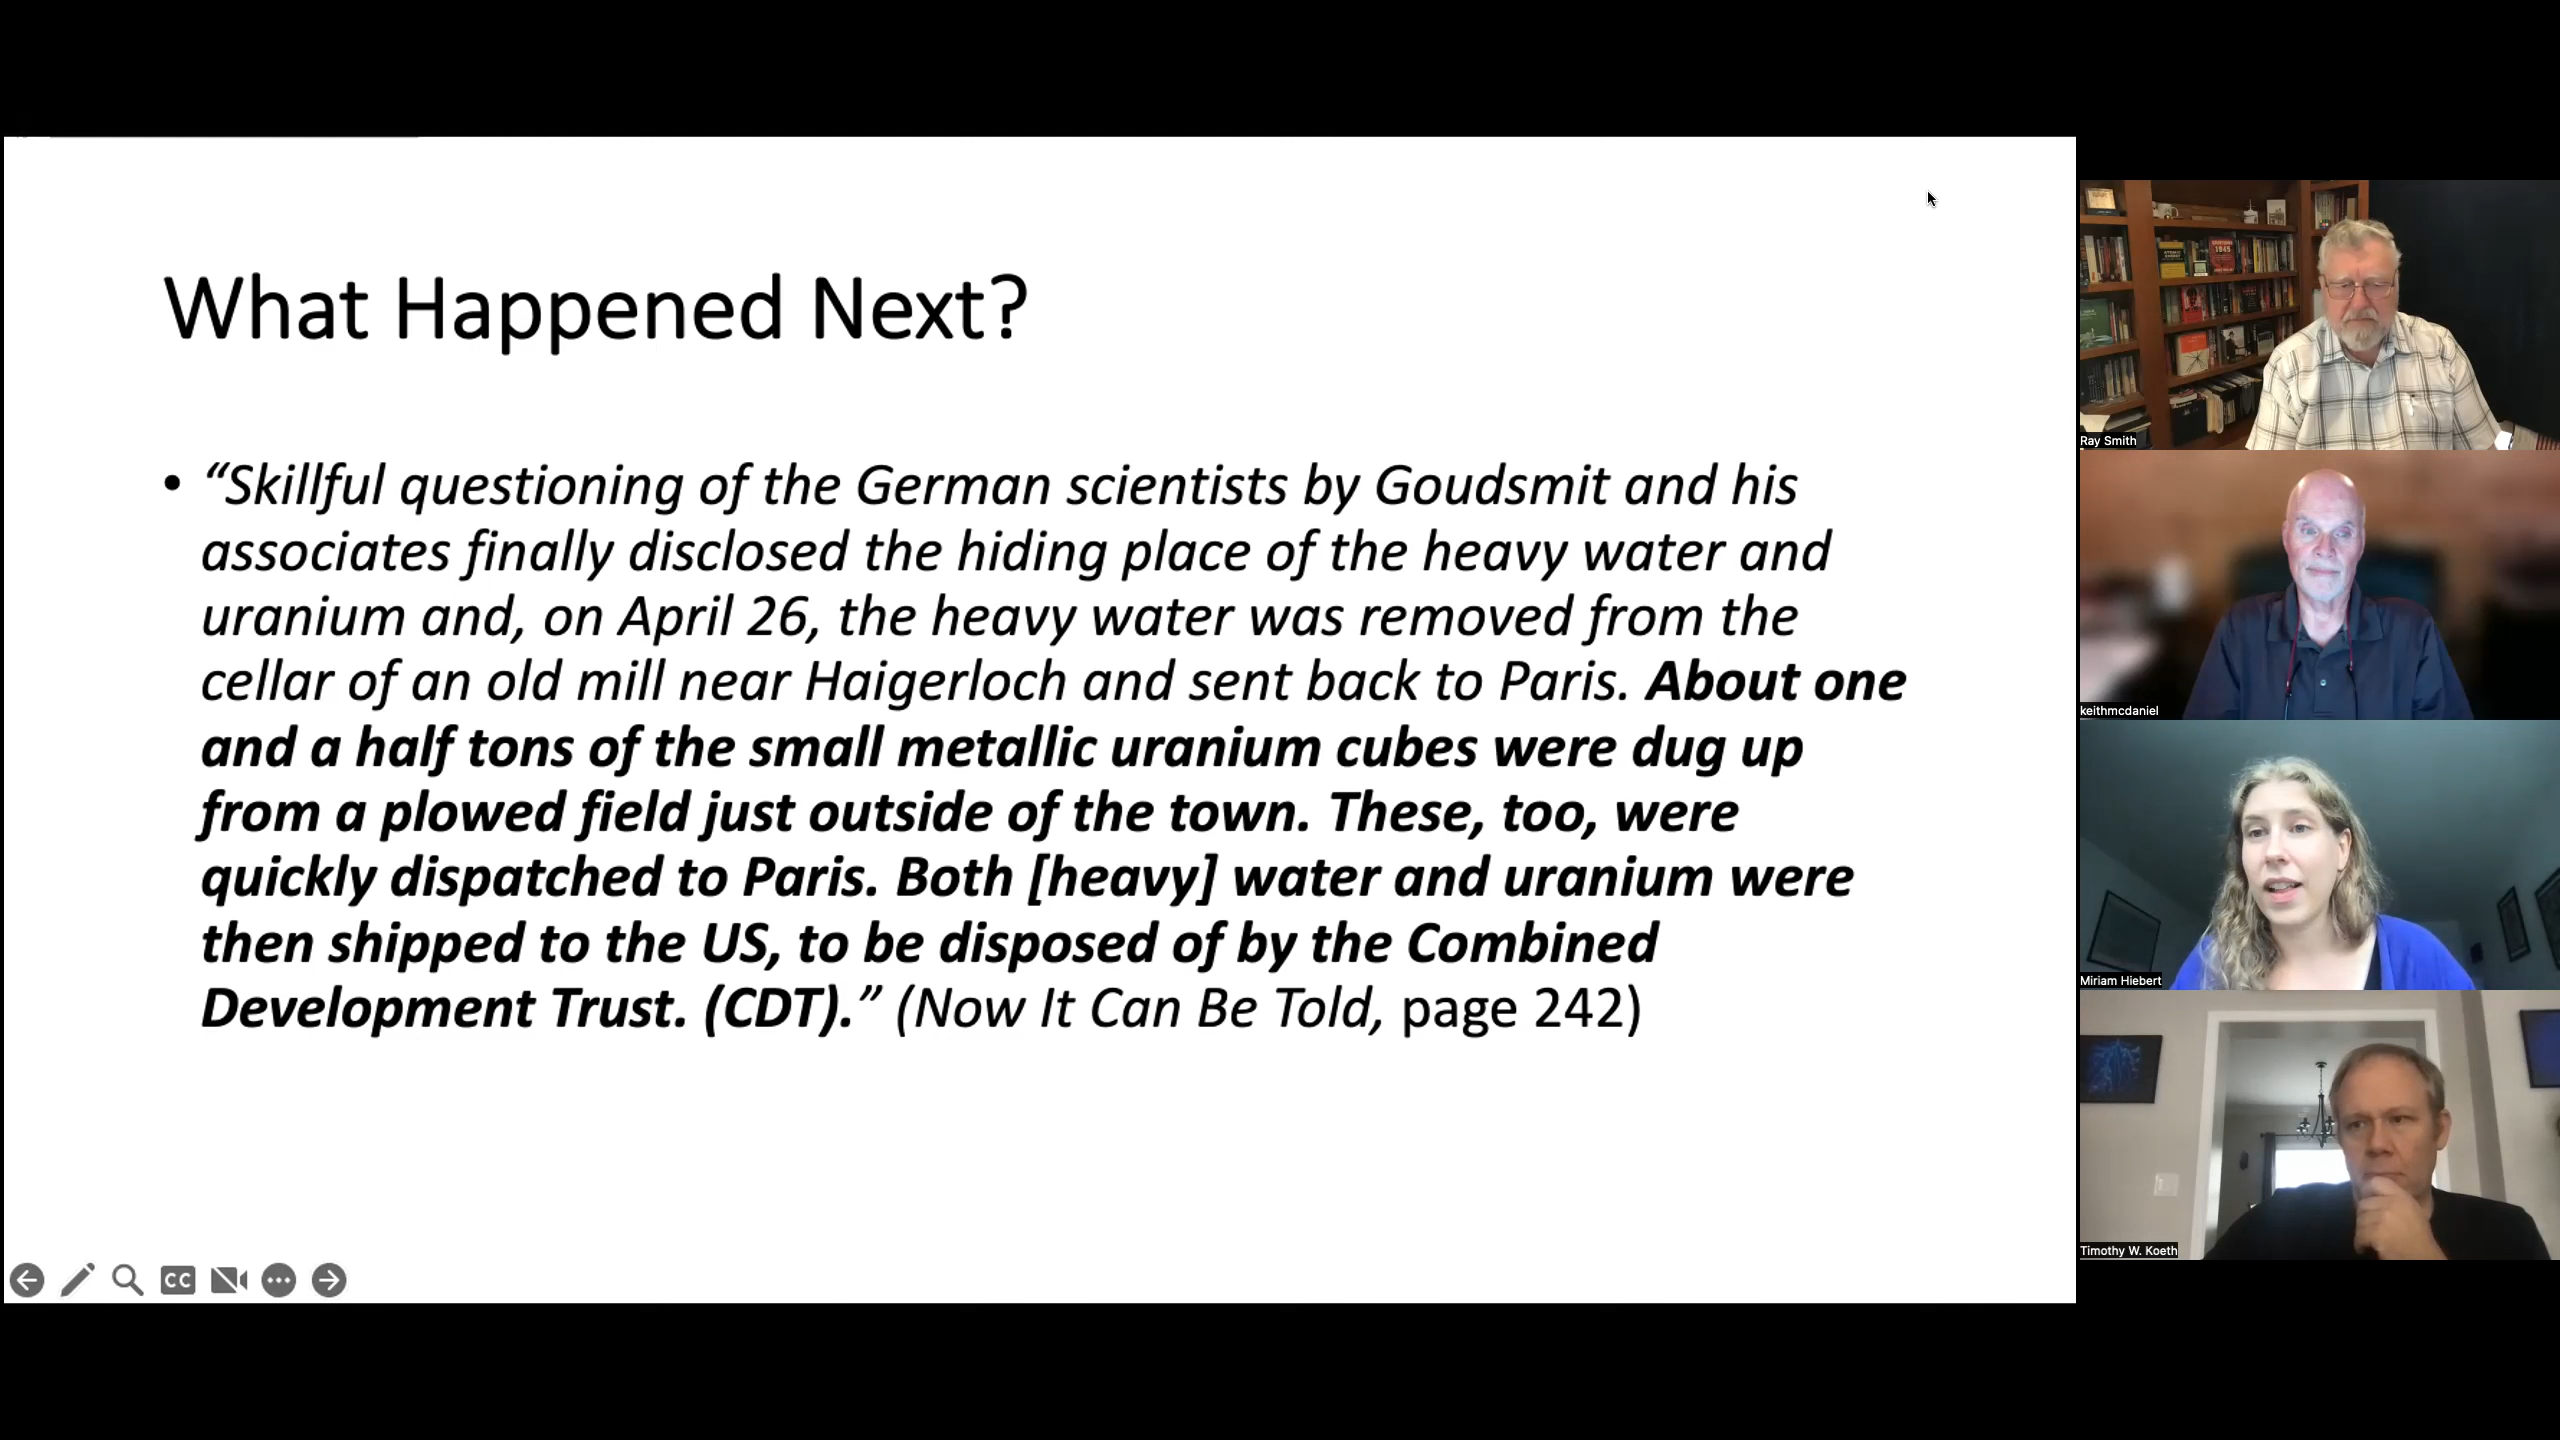 What Happened Next?
• “Skillful questioning of the German scientists by Goudsmit and his
associates finally disclosed the hiding place of the heavy water and
uranium and, on April 26, the heavy water was removed from the
cellar of an old mill near Haigerloch and sent back to Paris. About one
and a half tons of the small metallic uranium cubes were dug up
from a plowed field just outside of the town. These, too, were
quickly dispatched to Paris. Both [heavy] water and uranium were
then shipped to the US, to be disposed of by the Combined
Development Trust. (CDT).” (Now It Can Be Told, page 242)
CC
Ray Smith
keithmcdaniel
Miriam Hiebert
Timothy W. Koeth